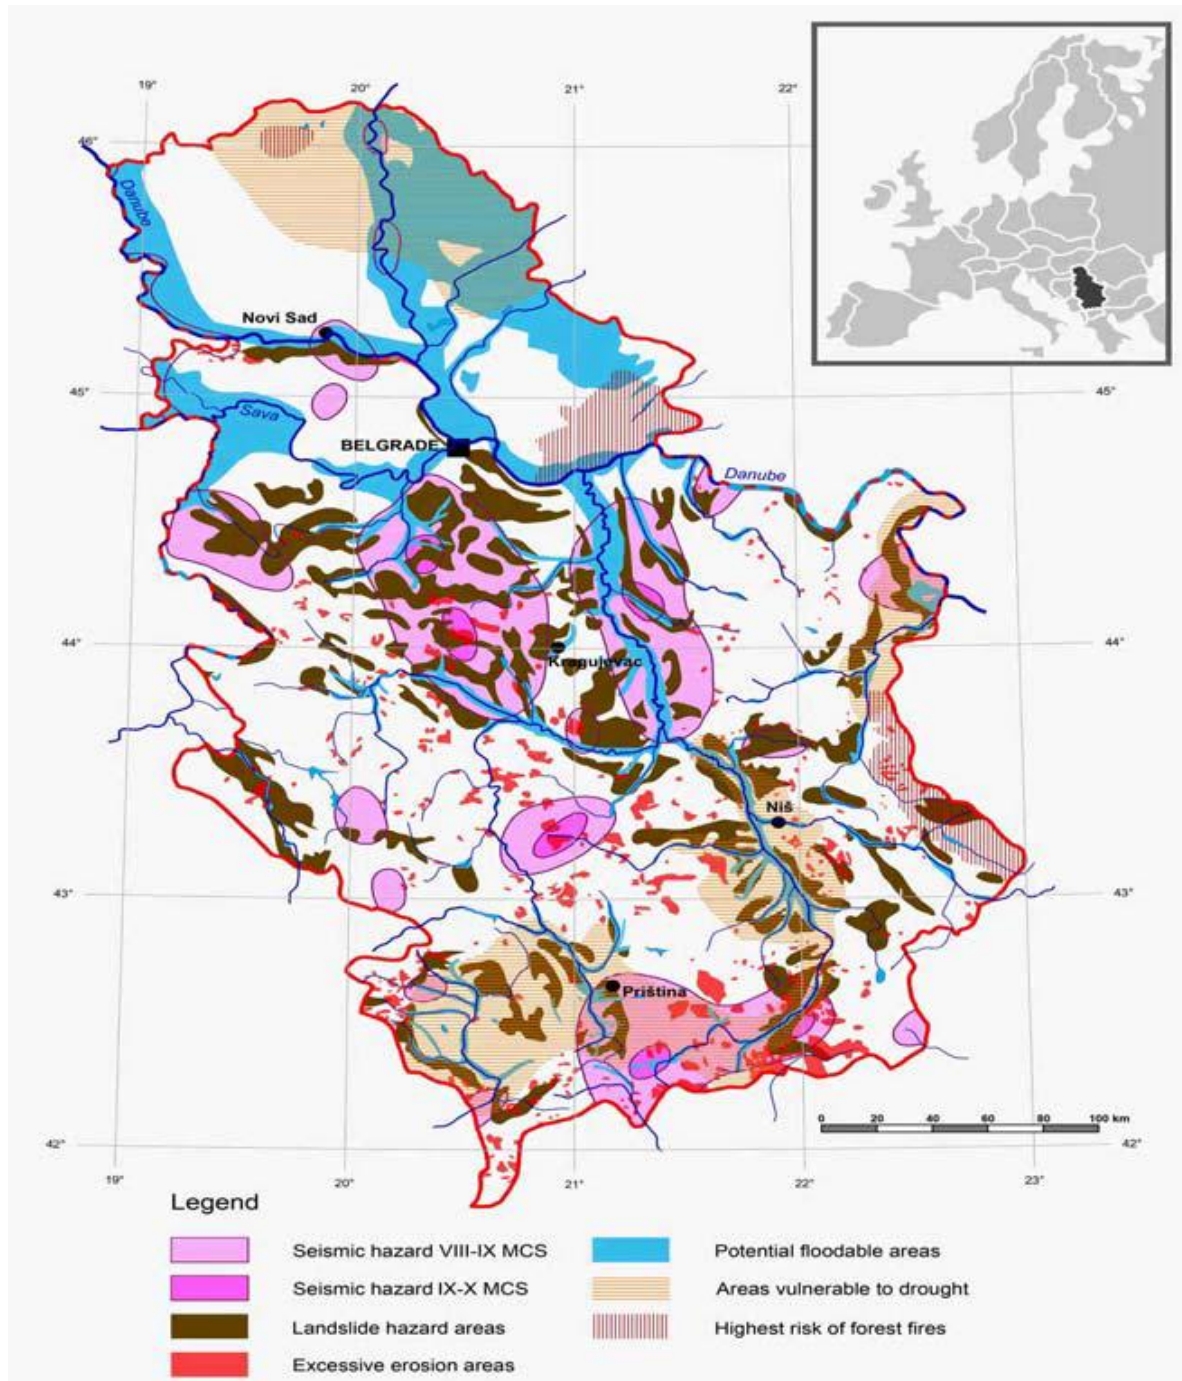 19° 20° 21° 22°
46°
Danube
Novi Sad
45° 45°
Sava
BELGRADE
Danube
44° 44°
Kragujevac
Niš
43° 43°
Priština
0 20 40 60 80 100 km
42° 42°
19° 20° 21° 22° 23°
Legend
Seismic hazard VIII-IX MCS
Seismic hazard IX-X MCS
Landslide hazard areas
Excessive erosion areas
Potential floodable areas
Areas vulnerable to drought
Highest risk of forest fires